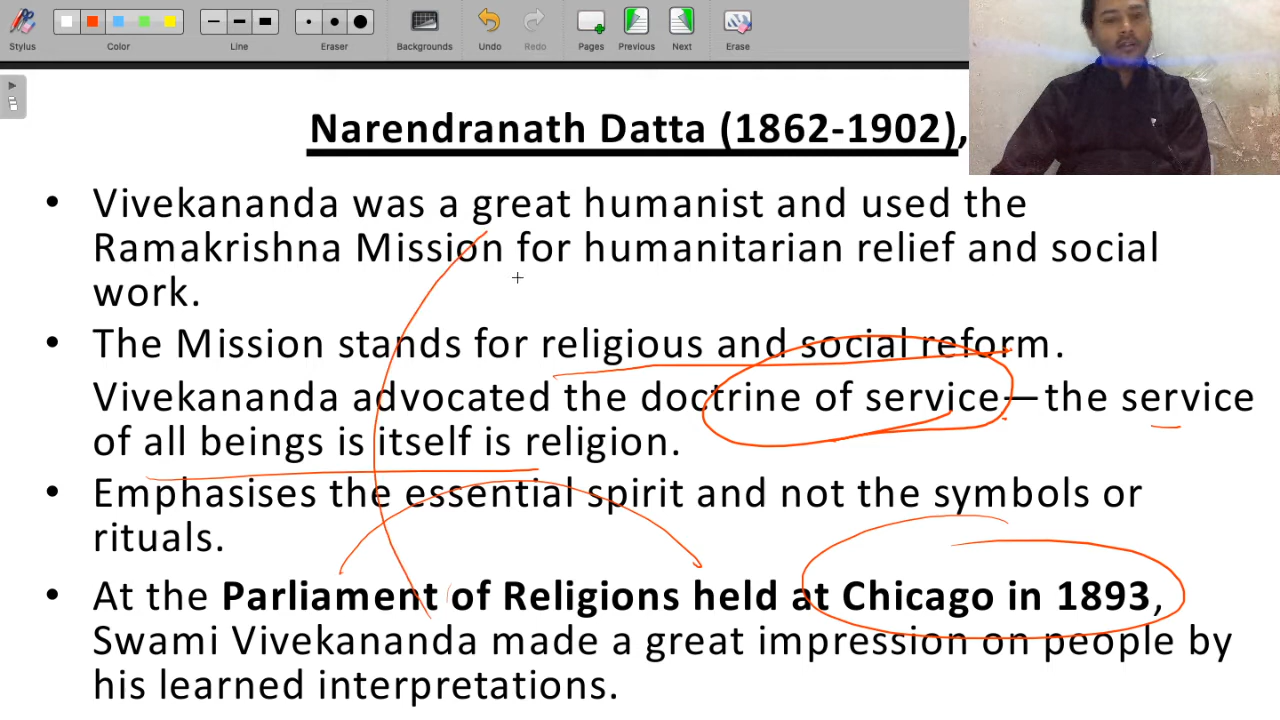 Stylus
Color
Line
Eraser
Backgrounds
Undo
Redo
Pages
Previous
Next
Erase
Narendranath Datta (1862-1902),
• Vivekananda was a great humanist and used the
Ramakrishna Mission for humanitarian relief and social
work.
• The Mission stands for religious and social reform.
Vivekananda advocated the doctrine of service—the service
of all beings is itself is religion.
• Emphasises the essential spirit and not the symbols or
rituals.
• At the Parliament of Religions held at Chicago in 1893,
Swami Vivekananda made a great impression on people by
his learned interpretations.